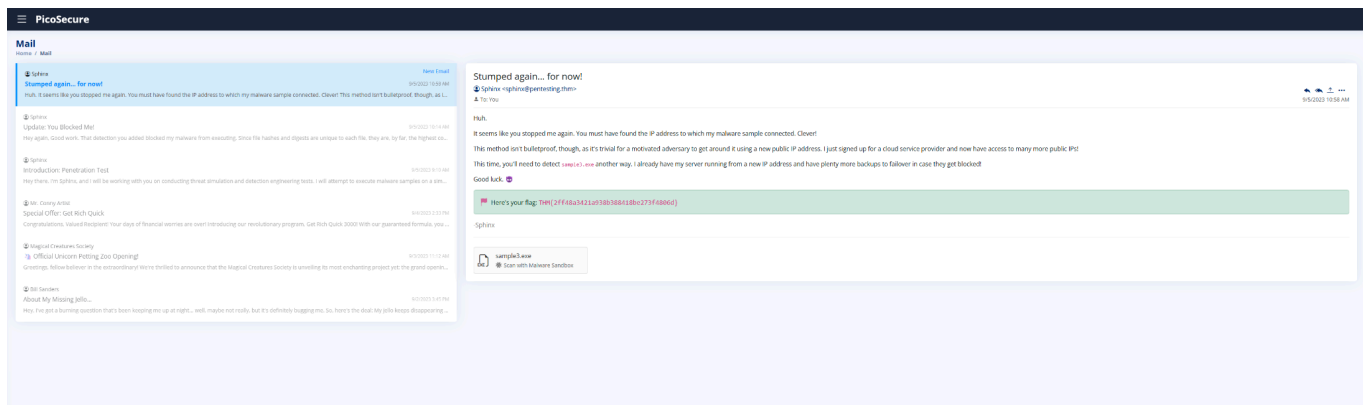 PicoSecure
Mail
Home / Mail
Sphinx
New Email
Stumped again... for now!
9/5/2023 10:58 AM
Huh. It seems like you stopped me again. You must have found the IP address to which my malware sample connected. Clever! This method isn't bulletproof, though, as i...
Sphinx
Update: You Blocked Me!
9/5/2023 10:14 AM
Hey again. Good work. That detection you added blocked my malware from executing. Since file hashes and digests are unique to each file, they are, by far, the highest co...
Sphinx
Introduction: Penetration Test
Hey there. I'm Sphinx, and I will be working with you on conducting threat simulation and detection engineering tests. I will attempt to execute malware samples on a sim...
Mr. Conny Artist
Special Offer: Get Rich Quick
Congratulations, Valued Recipient! Your days of financial worries are over! Introducing our revolutionary program, Get Rich Quick 3000! With our guaranteed formula, you ...
Magical Creatures Society
🦄 Official Unicorn Petting Zoo Opening!
Greetings, fellow believer in the extraordinary! We're thrilled to announce that the Magical Creatures Society is unveiling its most enchanting project yet: the grand openin...
Bill Sanders
About My Missing Jello...
Hey. I've got a burning question that's been keeping me up at night... well, maybe not really, but it's definitely bugging me. So, here's the deal: My jello keeps disappearing ...
Stumped again... for now!
Sphinx <sphinx@pentesting.thm>
To: You
9/5/2023 10:58 AM
Huh.
It seems like you stopped me again. You must have found the IP address to which my malware sample connected. Clever!
This method isn't bulletproof, though, as it's trivial for a motivated adversary to get around it using a new public IP address. I just signed up for a cloud service provider and now have access to many more public IPs!
This time, you'll need to detect sample3.exe another way. I already have my server running from a new IP address and have plenty more backups to failover in case they get blocked!
Good luck. 😈
Here's your flag: THM{2ff48a3421a938b388418be273f4806d}
-Sphinx
sample3.exe
EXE
Scan with Malware Sandbox